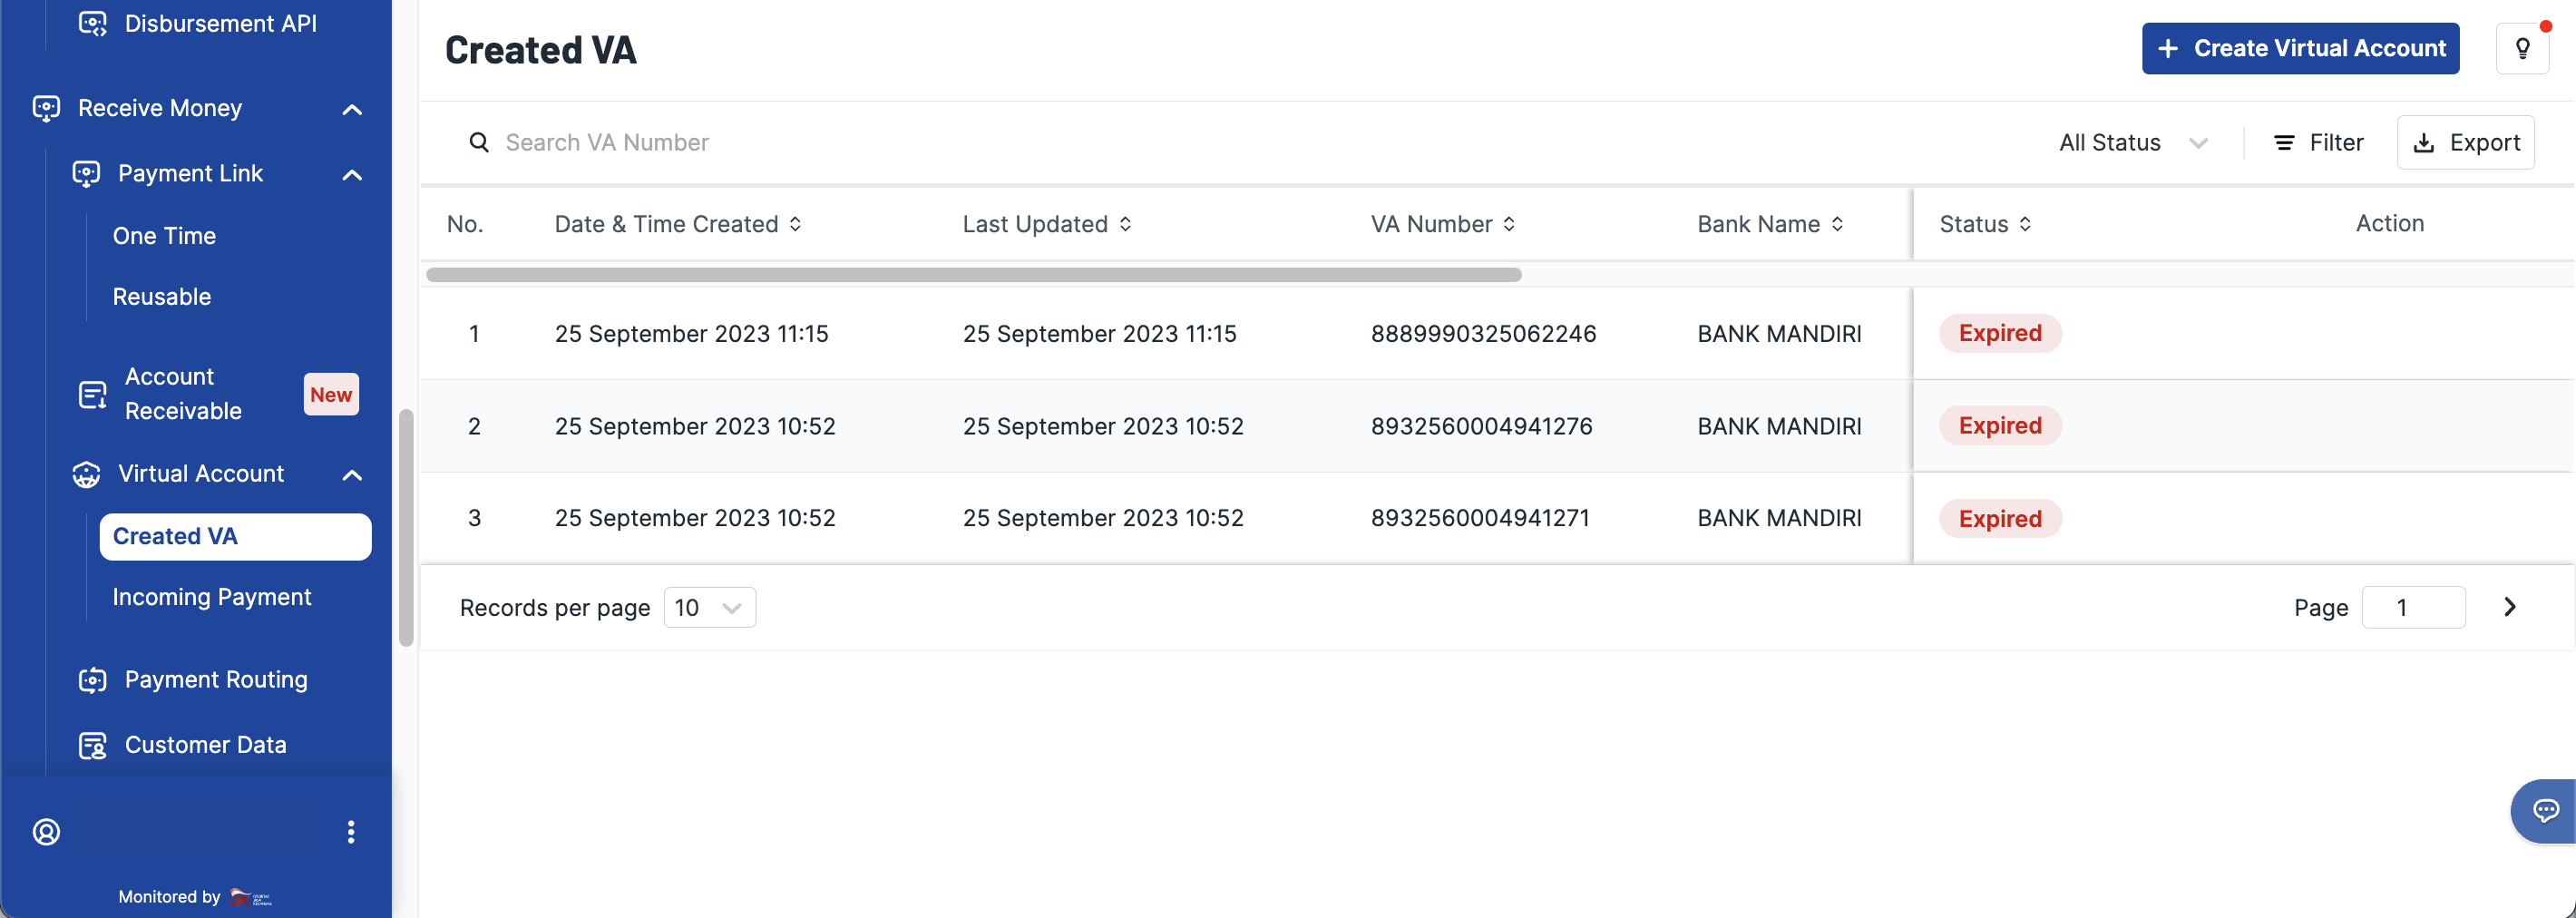 Disbursement API
Receive Money
Payment Link
One Time
Reusable
Account
Receivable
New
Virtual Account
Created VA
Incoming Payment
Payment Routing
Customer Data
Monitored by
Created VA
+ Create Virtual Account
Search VA Number
All Status
Filter
Export
No. Date & Time Created Last Updated VA Number Bank Name Status Action
1 25 September 2023 11:15 25 September 2023 11:15 8889990325062246 BANK MANDIRI Expired
2 25 September 2023 10:52 25 September 2023 10:52 8932560004941276 BANK MANDIRI Expired
3 25 September 2023 10:52 25 September 2023 10:52 8932560004941271 BANK MANDIRI Expired
Records per page 10
Page 1